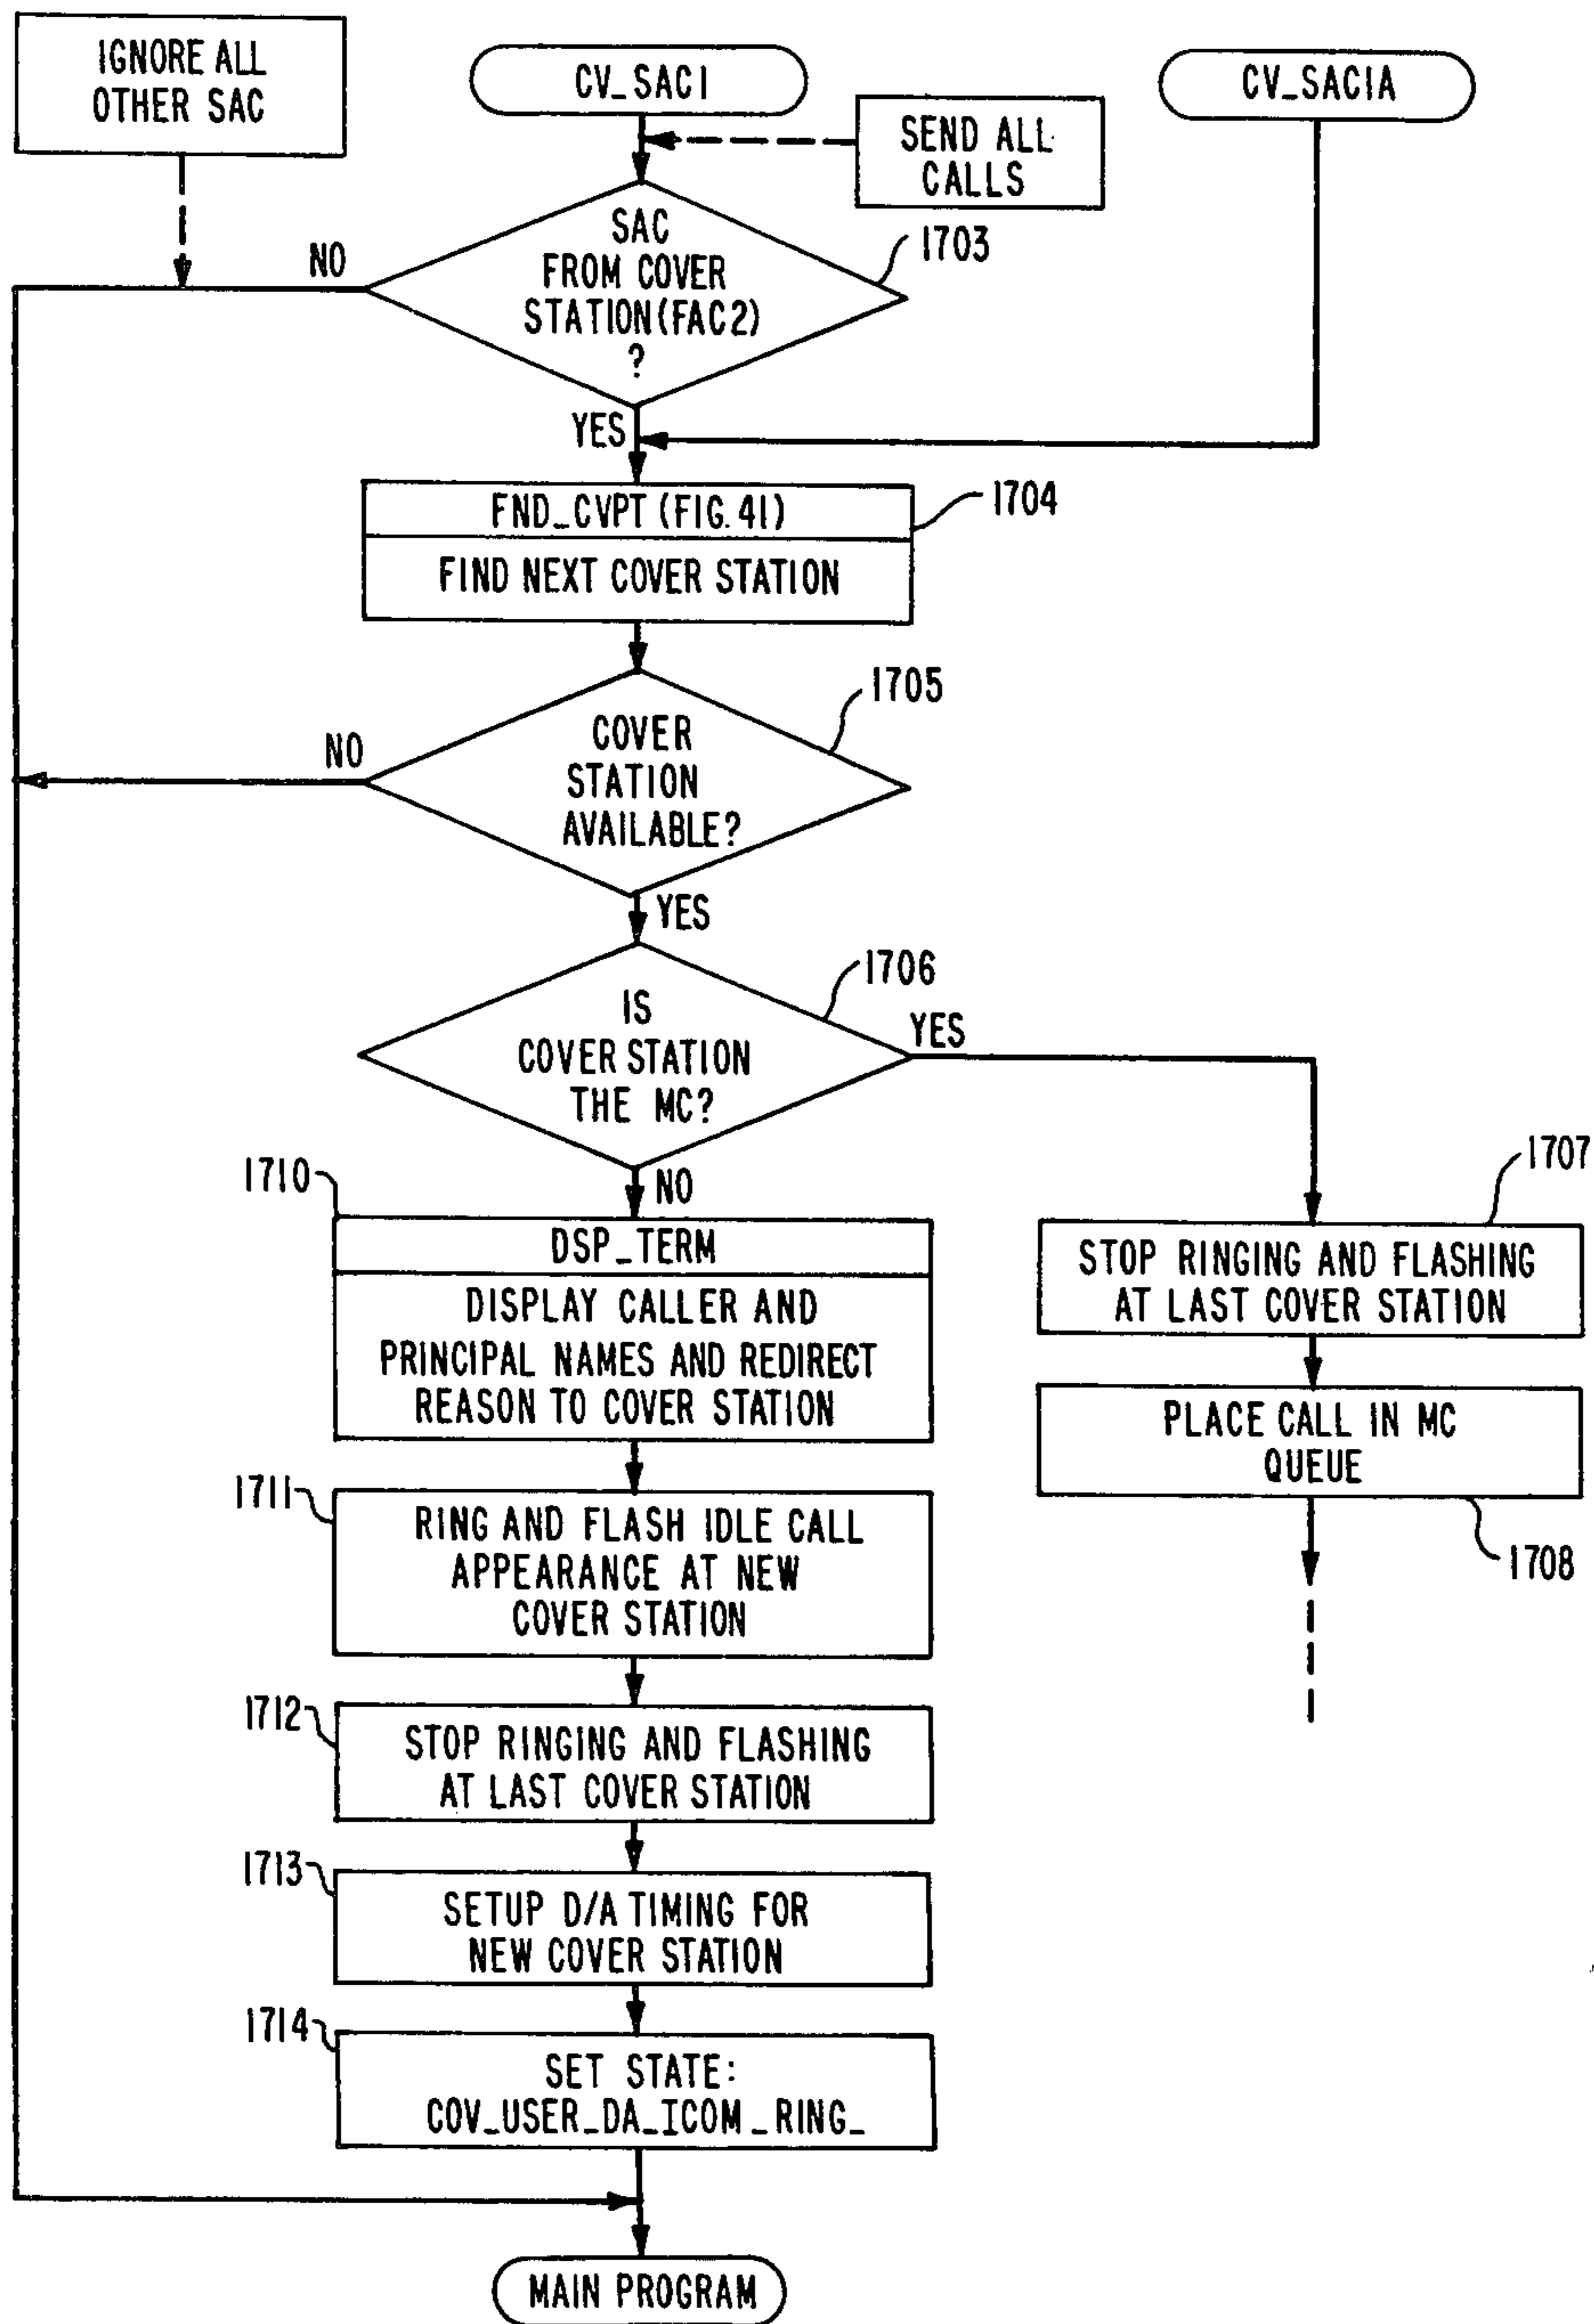 IGNORE ALL
OTHER SAC
CV_SAC1
CV_SAC1A
SEND ALL
CALLS
SAC
FROM COVER
STATION(FAC2)
?
1703
NO
YES
FND_CVPT (FIG. 41)
FIND NEXT COVER STATION
1704
COVER
STATION
AVAILABLE?
1705
NO
YES
IS
COVER STATION
THE MC?
1706
YES
NO
1707
STOP RINGING AND FLASHING
AT LAST COVER STATION
PLACE CALL IN MC
QUEUE
1708
1710
DSP_TERM
DISPLAY CALLER AND
PRINCIPAL NAMES AND REDIRECT
REASON TO COVER STATION
1711
RING AND FLASH IDLE CALL
APPEARANCE AT NEW
COVER STATION
1712
STOP RINGING AND FLASHING
AT LAST COVER STATION
1713
SETUP D/A TIMING FOR
NEW COVER STATION
1714
SET STATE:
COV_USER_DA_ICOM_RING_
MAIN PROGRAM